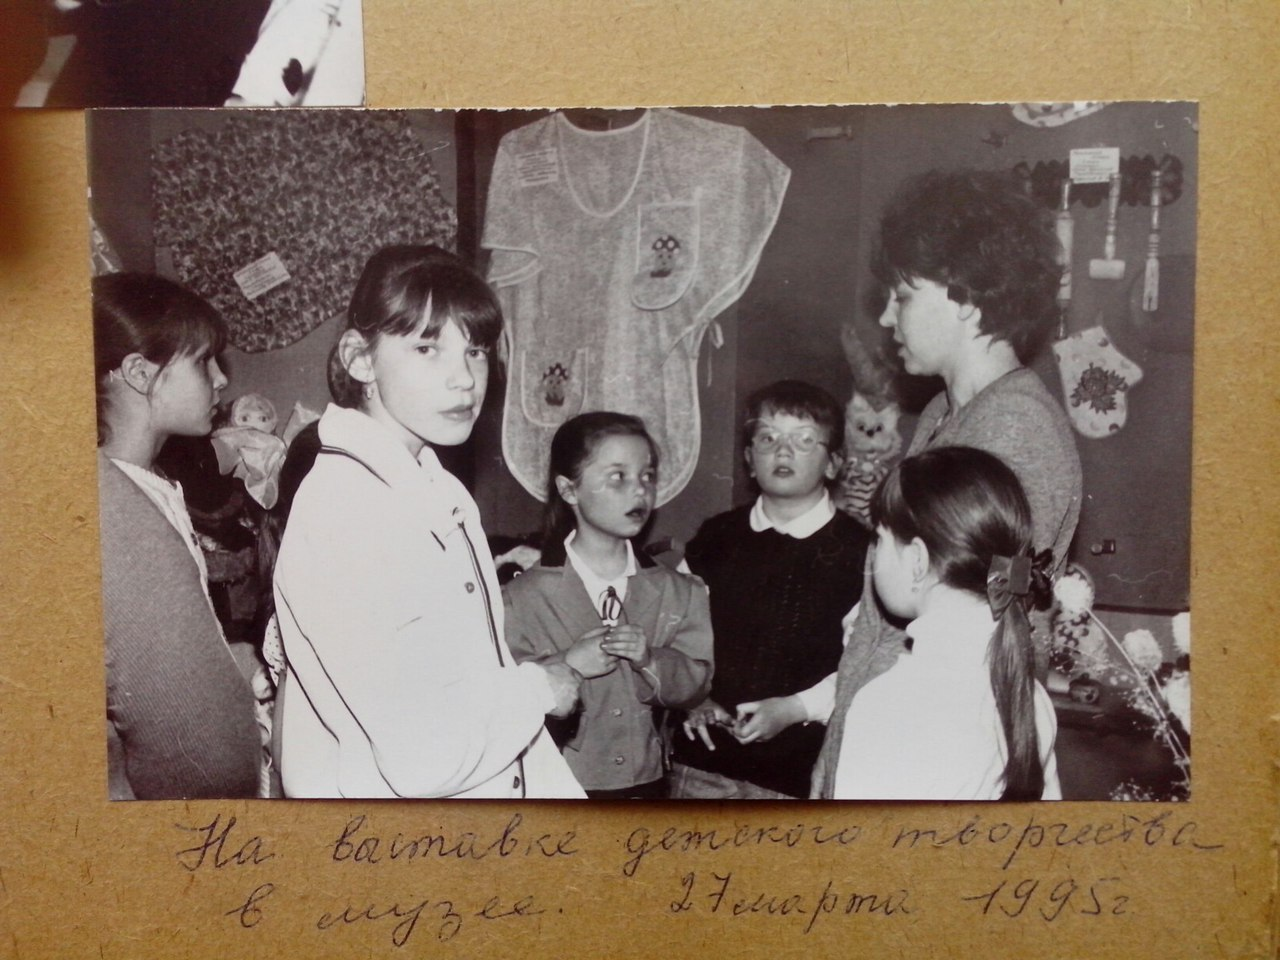 На выставке детского творчества
в музее. 27 марта 1995г.